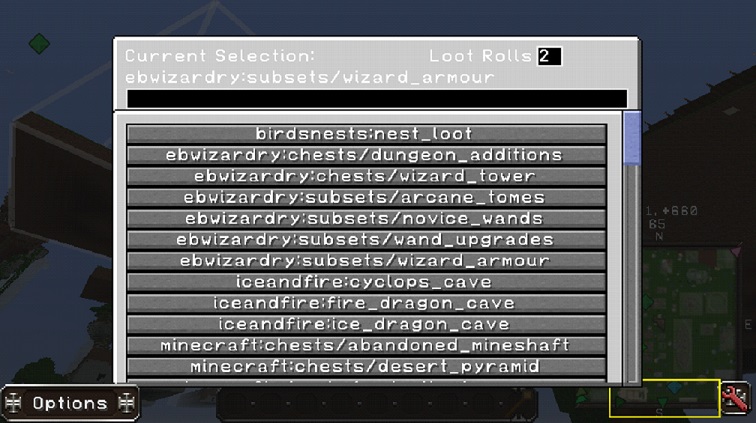 Current Selection: Loot Rolls 2
ebwizardry:subsets/wizard_armour
birdsnests:nest_loot
ebwizardry:chests/dungeon_additions
ebwizardry:chests/wizard_tower
ebwizardry:subsets/arcane_tomes
ebwizardry:subsets/novice_wands
ebwizardry:subsets/wand_upgrades
ebwizardry:subsets/wizard_armour
iceandfire:cyclops_cave
iceandfire:fire_dragon_cave
iceandfire:ice_dragon_cave
minecraft:chests/abandoned_mineshaft
minecraft:chests/desert_pyramid
65
N
E
S
Options